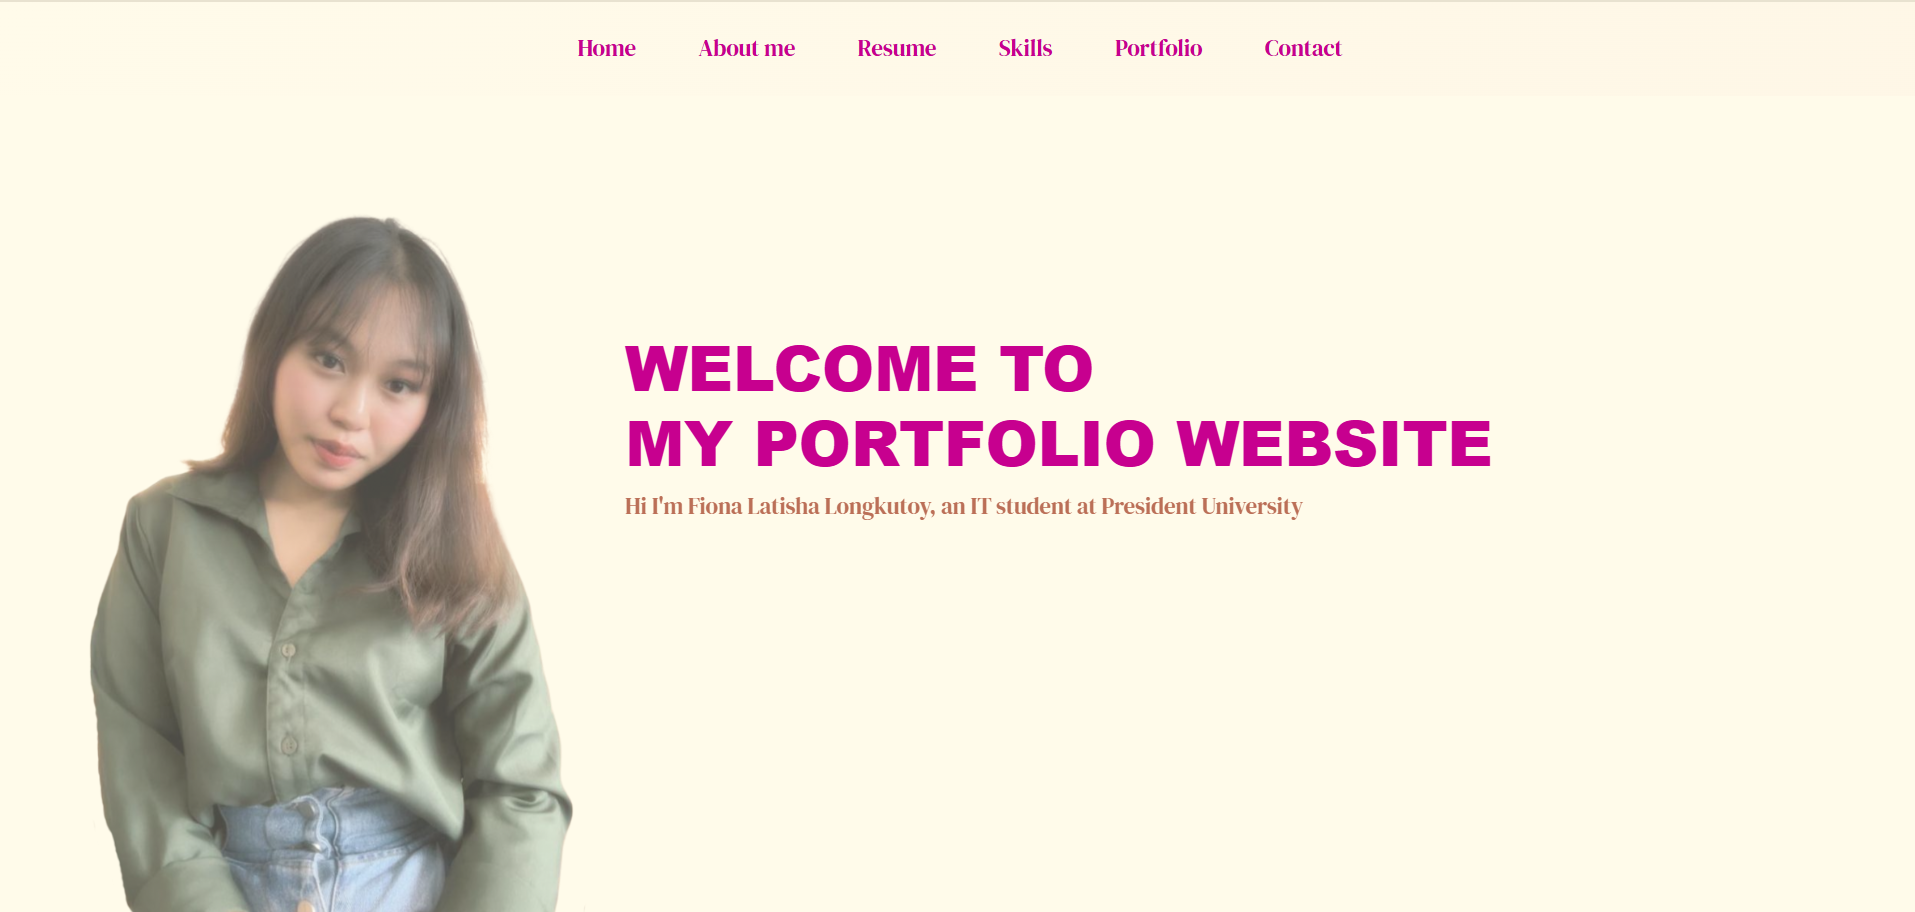 Home About me Resume Skills Portfolio Contact
WELCOME TO
MY PORTFOLIO WEBSITE
Hi I'm Fiona Latisha Longkutoy, an IT student at President University